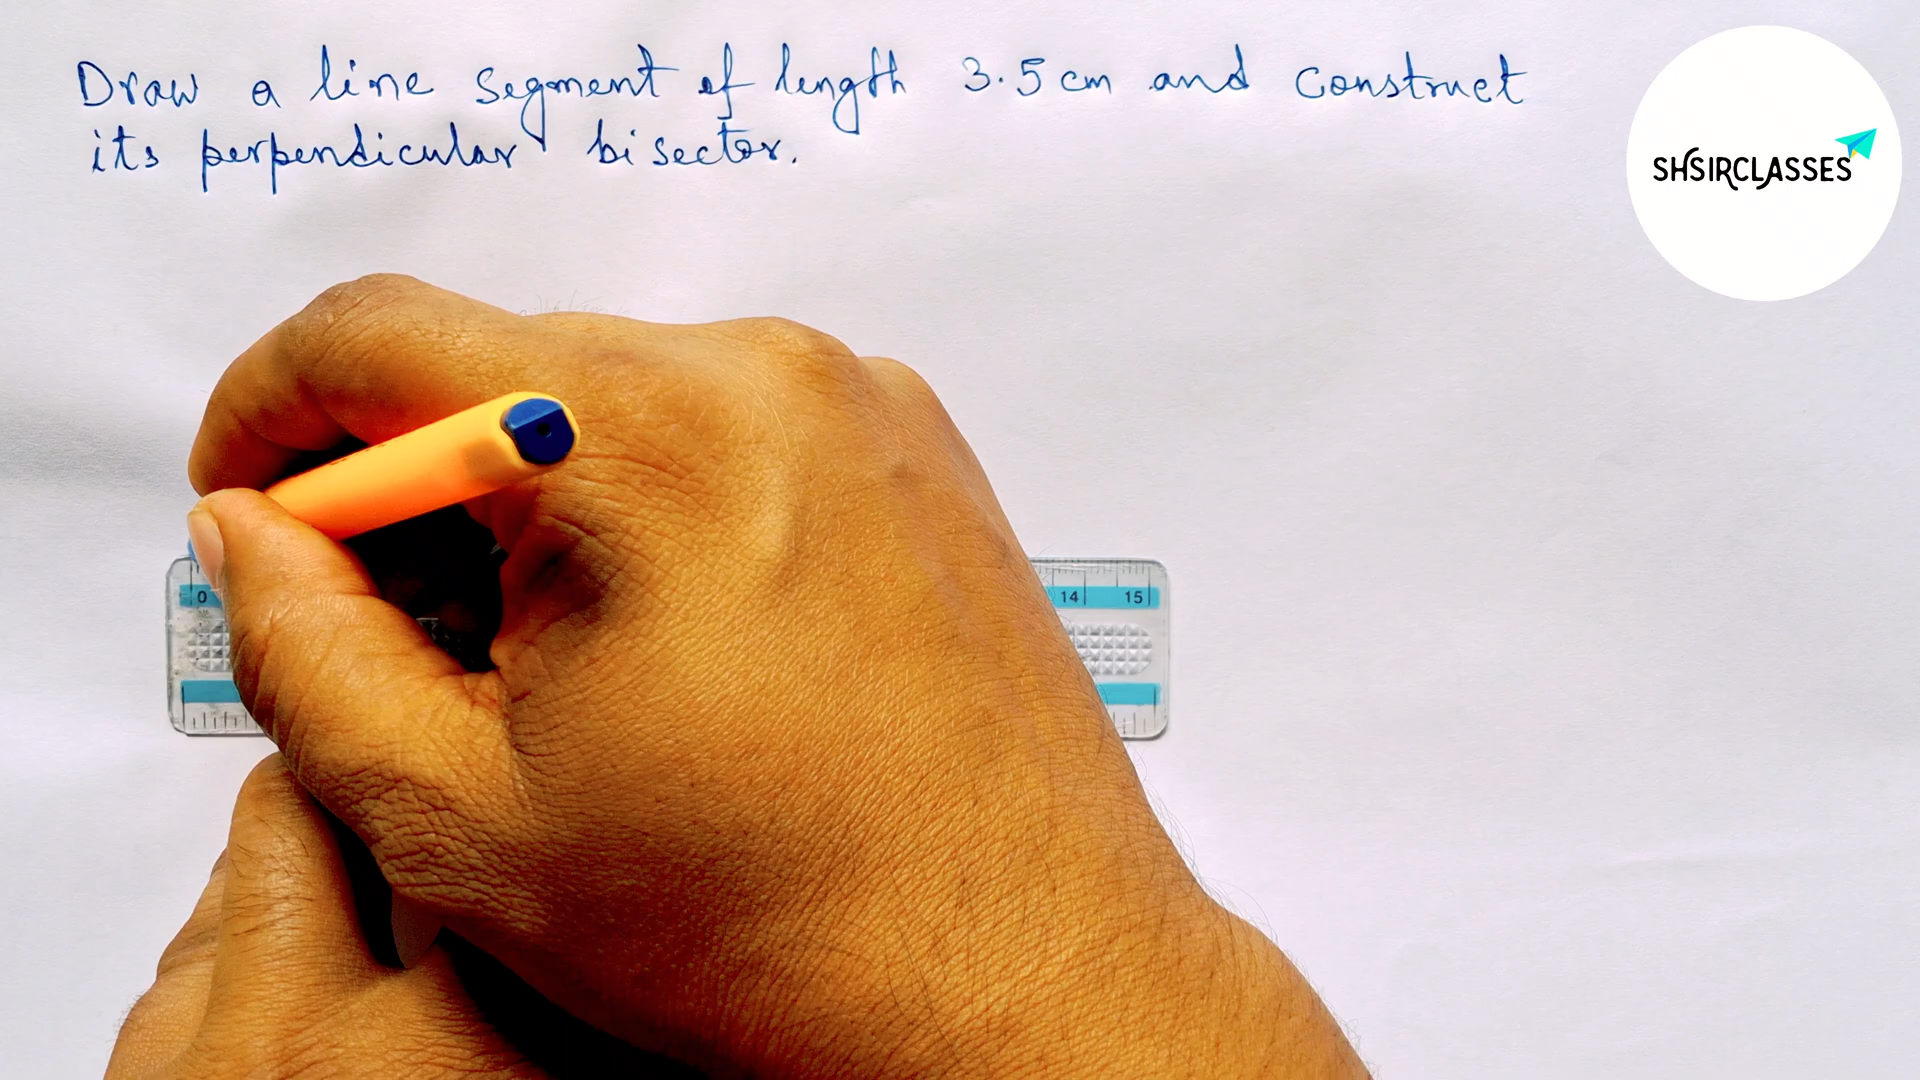 Draw a line segment of length 3.5 cm and construct
its perpendicular bisector.
SHSIRCLASSES
0 14 15